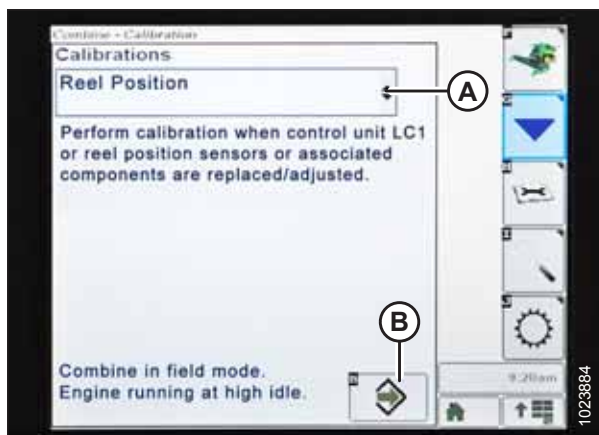 Combine - Calibration
Calibrations
Reel Position
A
Perform calibration when control unit LC1
or reel position sensors or associated
components are replaced/adjusted.
B
Combine in field mode.
Engine running at high idle.
9:20am
1023884